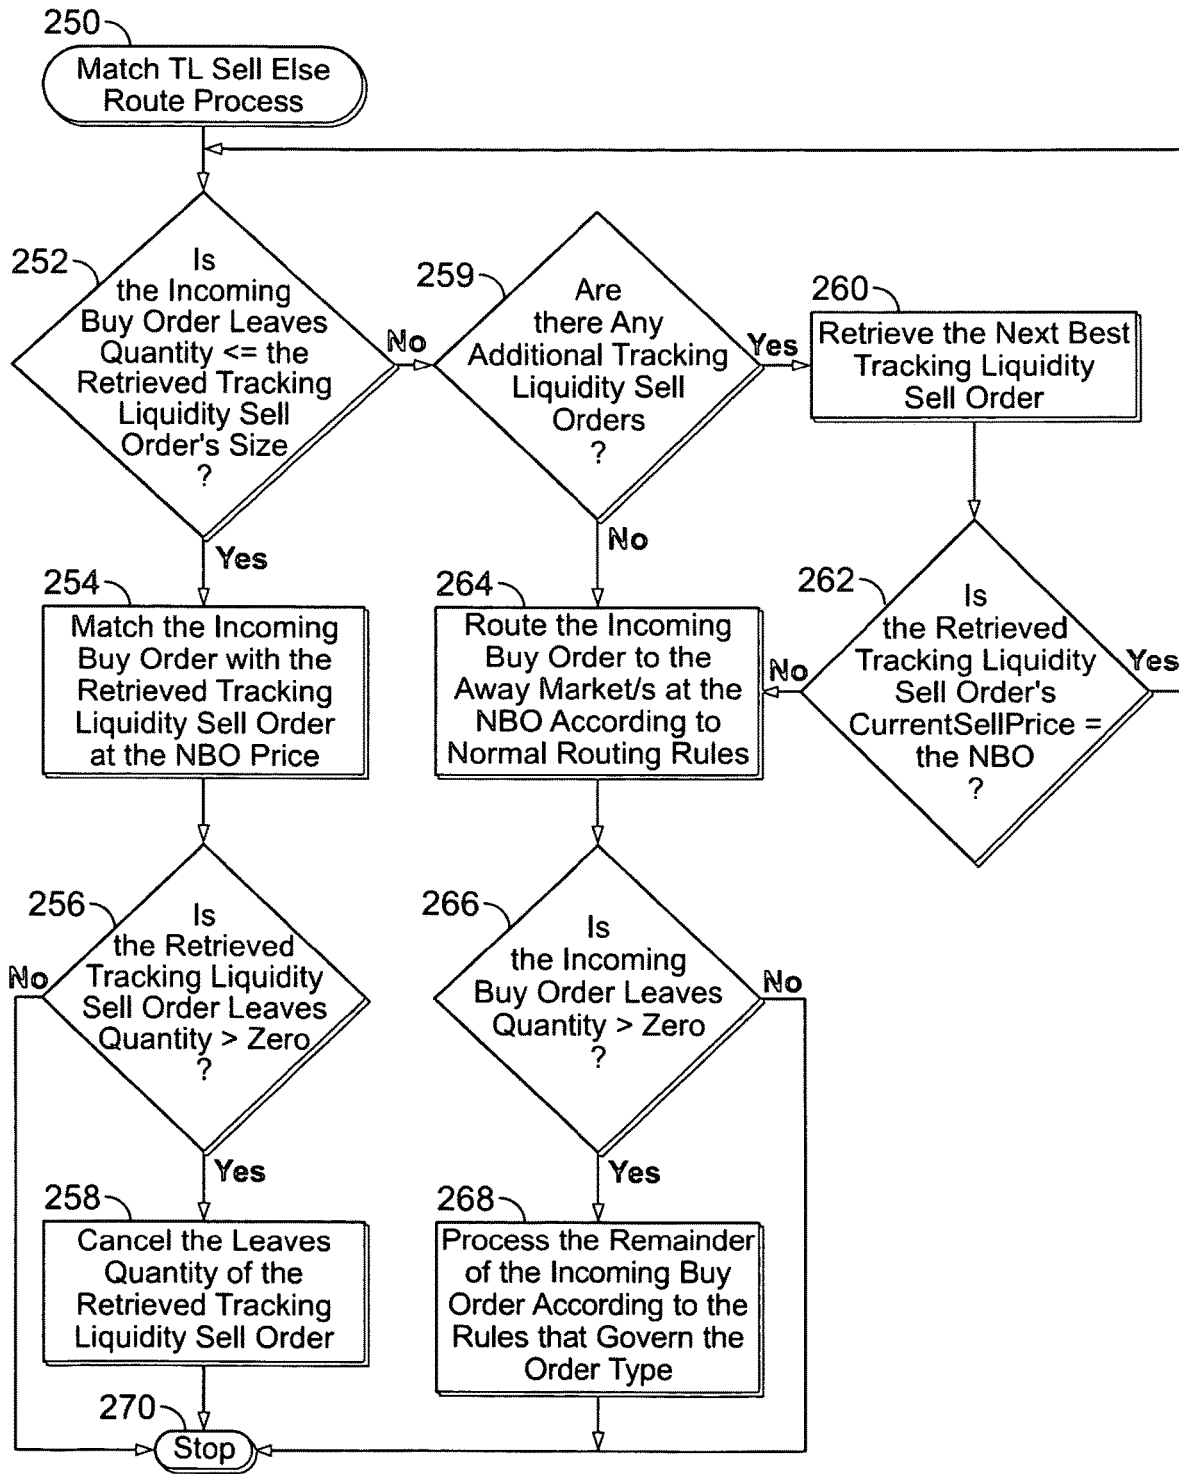 250
Match TL Sell Else
Route Process
252
Is
the Incoming
Buy Order Leaves
Quantity <= the
Retrieved Tracking
Liquidity Sell
Order's Size
?
No
Yes
259
Are
there Any
Additional Tracking
Liquidity Sell
Orders
?
Yes
No
260
Retrieve the Next Best
Tracking Liquidity
Sell Order
254
Match the Incoming
Buy Order with the
Retrieved Tracking
Liquidity Sell Order
at the NBO Price
264
Route the Incoming
Buy Order to the
Away Market/s at the
NBO According to
Normal Routing Rules
262
Is
the Retrieved
Tracking Liquidity
Sell Order's
CurrentSellPrice =
the NBO
?
No
Yes
256
Is
the Retrieved
Tracking Liquidity
Sell Order Leaves
Quantity > Zero
?
No
Yes
266
Is
the Incoming
Buy Order Leaves
Quantity > Zero
?
No
Yes
258
Cancel the Leaves
Quantity of the
Retrieved Tracking
Liquidity Sell Order
268
Process the Remainder
of the Incoming Buy
Order According to the
Rules that Govern the
Order Type
270
Stop